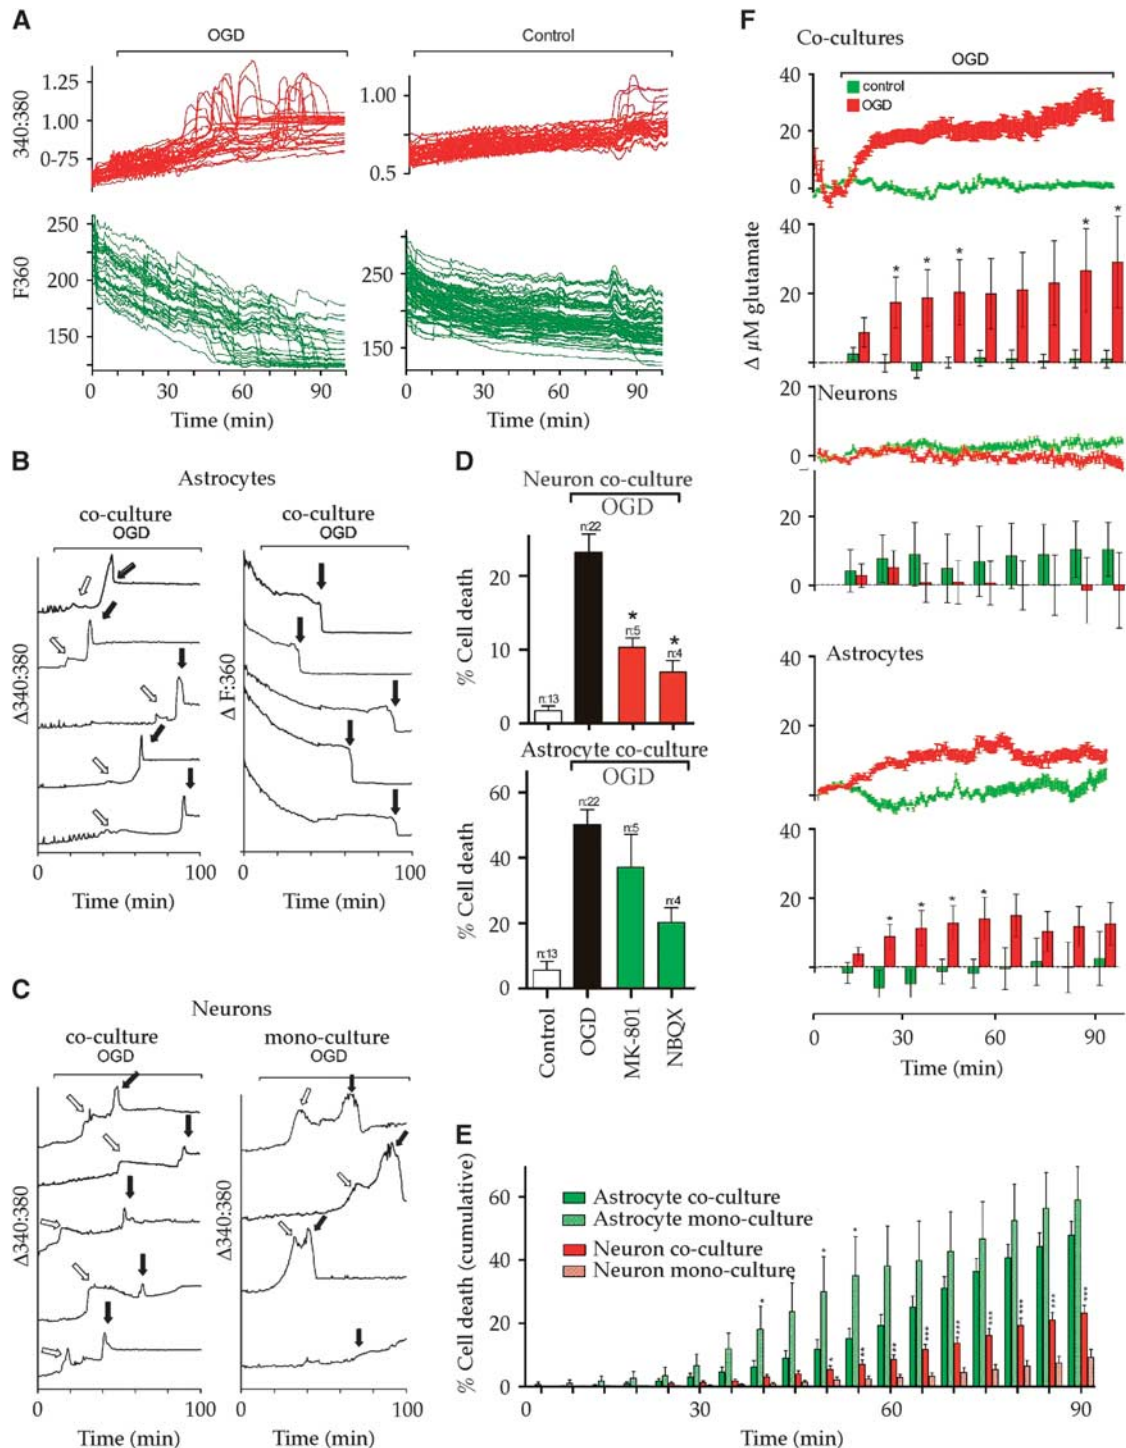 A
OGD
Control
340:380
1.25
1.00
0-75
1.00
0.5
F360
250
200
150
250
150
0 30 60 90
0 30 60 90
Time (min)
Time (min)
B
Astrocytes
co-culture
OGD
co-culture
OGD
Δ340:380
Δ F:360
0 100
0 100
Time (min)
Time (min)
C
Neurons
co-culture
OGD
mono-culture
OGD
Δ340:380
Δ340:380
0 100
0 100
Time (min)
Time (min)
D
Neuron co-culture
OGD
% Cell death
20
10
0
n:13
n:22
*
n:5
*
n:4
Astrocyte co-culture
OGD
% Cell death
60
40
20
0
n:13
n:22
n:5
n:4
Control
OGD
MK-801
NBQX
E
% Cell death (cumulative)
60
40
20
0
Astrocyte co-culture
Astrocyte mono-culture
Neuron co-culture
Neuron mono-culture
* * * * * ** *** *** *** *** *** *** *** ***
0 30 60 90
Time (min)
F
Co-cultures
OGD
control
OGD
40
20
0
Δ µM glutamate
40
20
* * * * *
20
0
Neurons
20
0
Astrocytes
40
20
0
40
20
0
* * * *
0 30 60 90
Time (min)